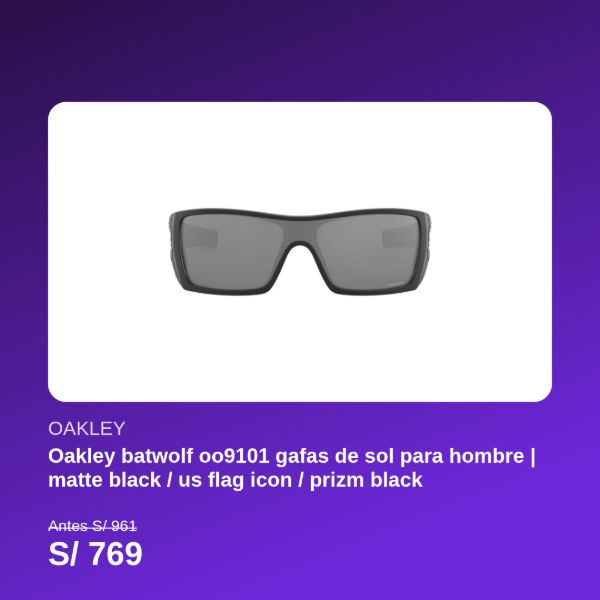 OAKLEY
Oakley batwolf oo9101 gafas de sol para hombre |
matte black / us flag icon / prizm black
Antes S/ 961
S/ 769